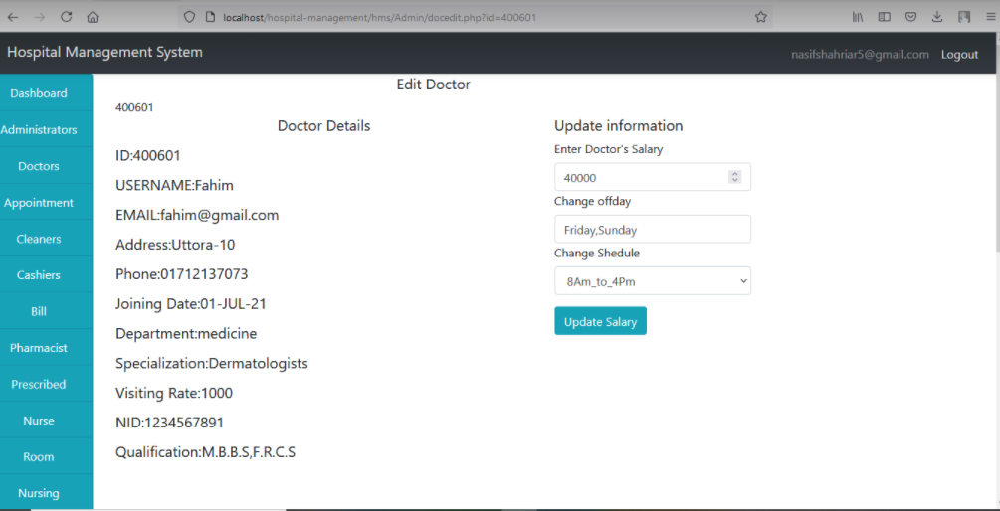 localhost/hospital-management/hms/Admin/docedit.php?id=400601
Hospital Management System
nasifshahriar5@gmail.com Logout
Dashboard
Administrators
Doctors
Appointment
Cleaners
Cashiers
Bill
Pharmacist
Prescribed
Nurse
Room
Nursing
Edit Doctor
400601
Doctor Details
ID:400601
USERNAME:Fahim
EMAIL:fahim@gmail.com
Address:Uttora-10
Phone:01712137073
Joining Date:01-JUL-21
Department:medicine
Specialization:Dermatologists
Visiting Rate:1000
NID:1234567891
Qualification:M.B.B.S,F.R.C.S
Update information
Enter Doctor's Salary
40000
Change offday
Friday,Sunday
Change Shedule
8Am_to_4Pm
Update Salary